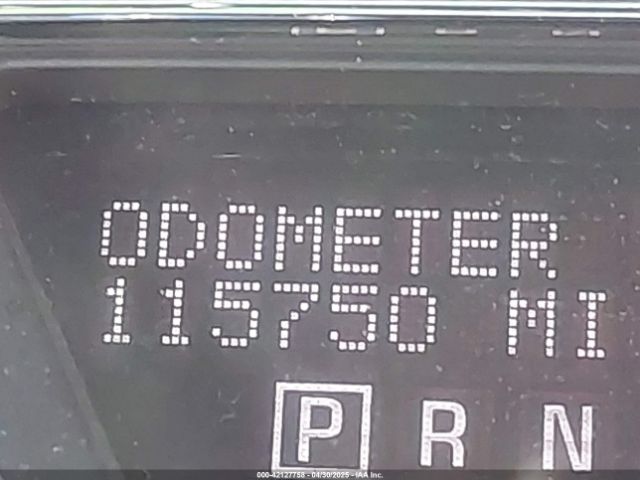 ODOMETER
115750 MI
P R N
000-42127758 - 04/30/2025 - IAA Inc.